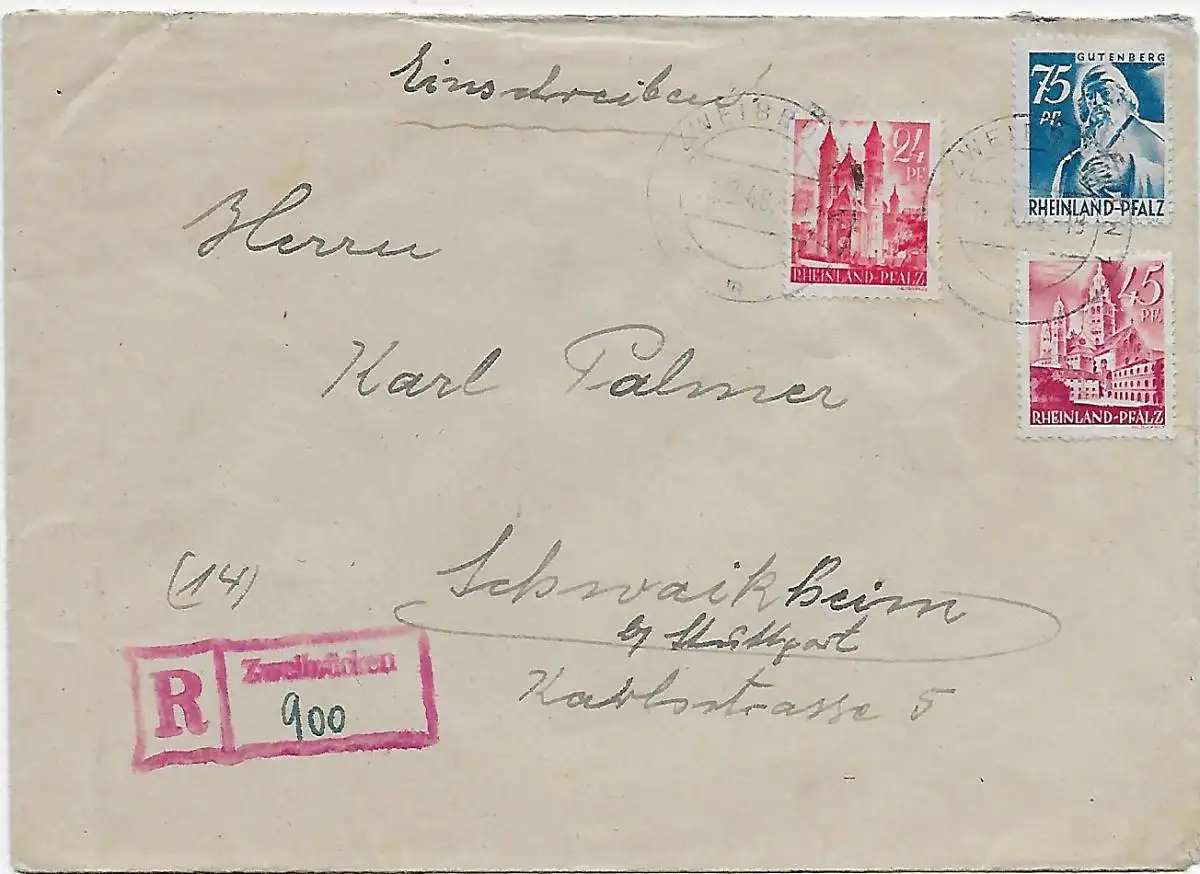 Einschreiben
75
PF.
GUTENBERG
RHEINLAND-PFALZ
24
PF.
RHEINLAND-PFALZ
45
PF.
RHEINLAND-PFALZ
Herrn
Karl Palmer
(14)
Schwaikheim
b/ Stuttgart
Karlstrasse 5
R
Zweibrücken
900